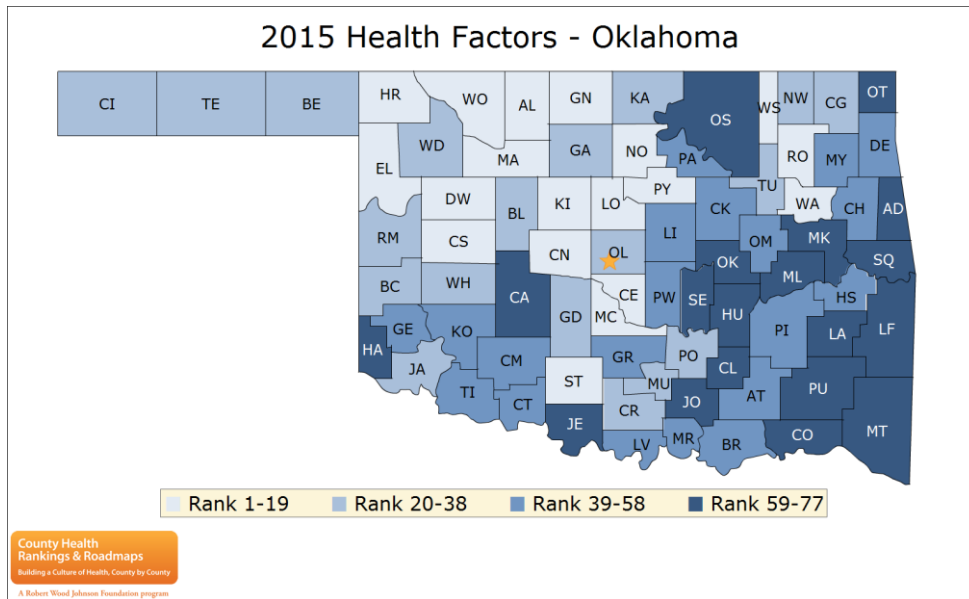 2015 Health Factors - Oklahoma
CI TE BE HR WO AL GN KA OS WS NW CG OT
WD GA NO PA RO MY DE
EL MA
DW BL KI LO PY CK TU WA CH AD
RM CS CN OL LI OM MK SQ
BC WH CA CE OK ML HS
GD MC PW SE HU PI LA LF
HA GE KO GR PO CL
JA CM ST MU AT PU
TI CT JE CR JO CO MT
LV MR BR
Rank 1-19 Rank 20-38 Rank 39-58 Rank 59-77
County Health
Rankings & Roadmaps
Building a Culture of Health, County by County
A Robert Wood Johnson Foundation program